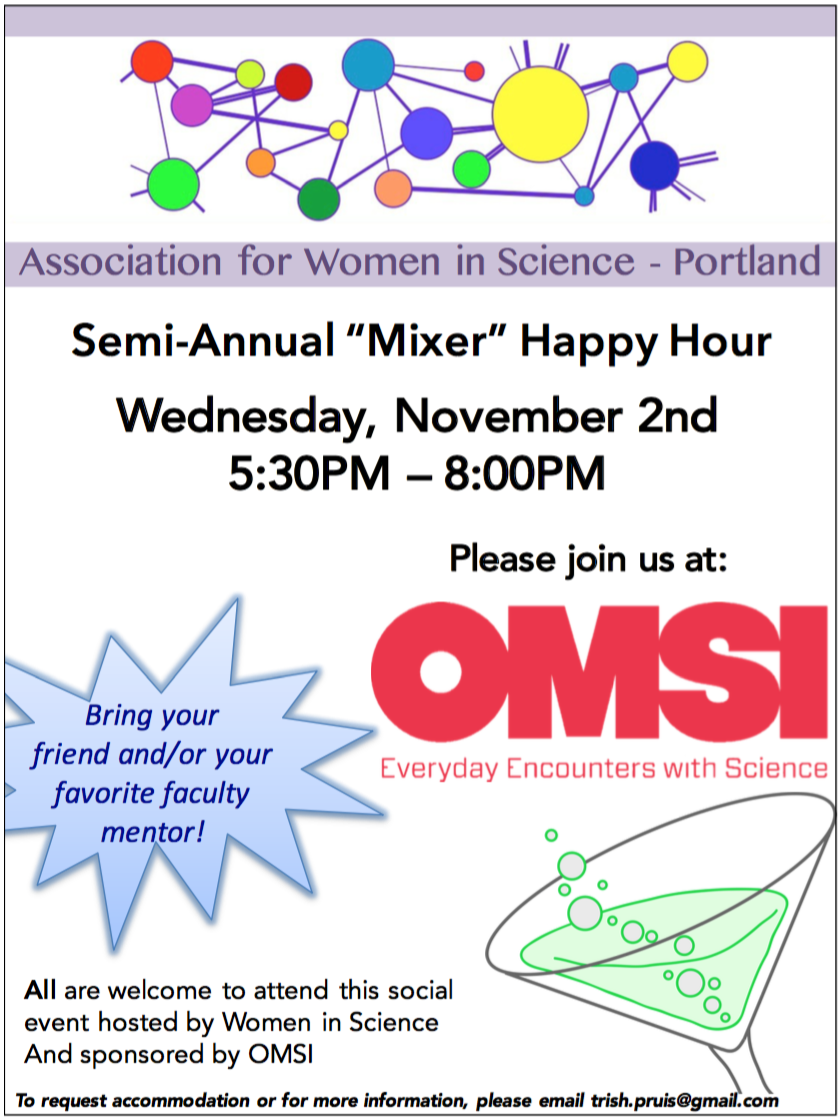 Association for Women in Science - Portland
Semi-Annual “Mixer” Happy Hour
Wednesday, November 2nd
5:30PM – 8:00PM
Please join us at:
OMSI
Everyday Encounters with Science
Bring your
friend and/or your
favorite faculty
mentor!
All are welcome to attend this social
event hosted by Women in Science
And sponsored by OMSI
To request accommodation or for more information, please email trish.pruis@gmail.com